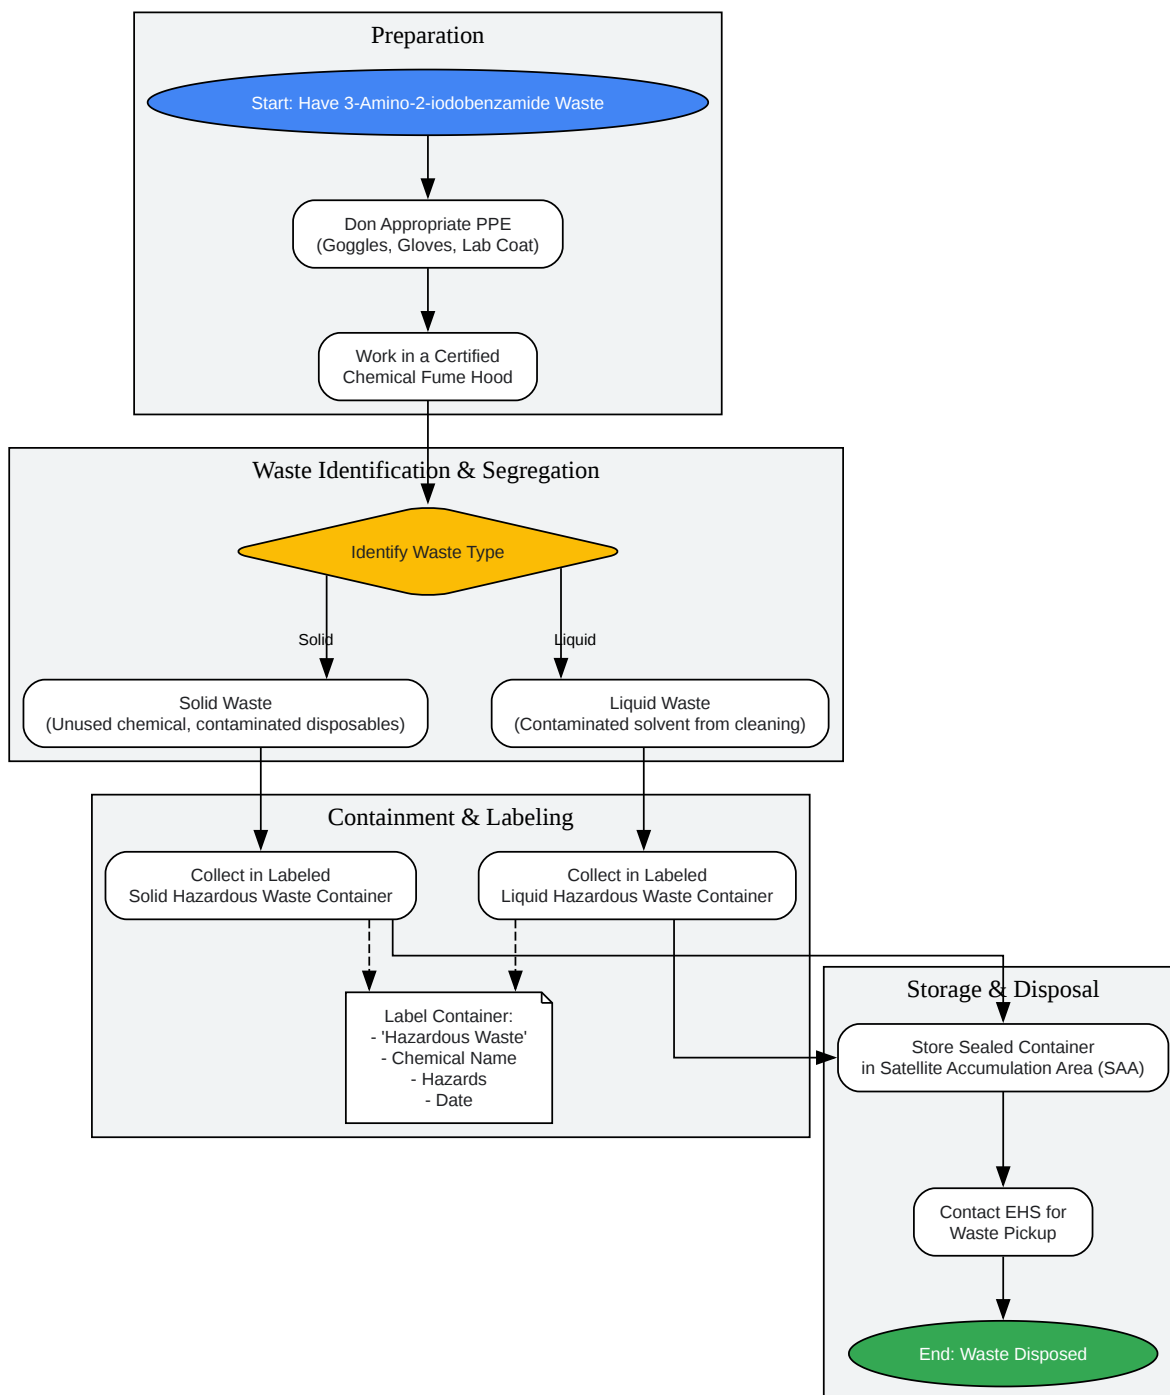 Preparation
Start: Have 3-Amino-2-iodobenzamide Waste
Don Appropriate PPE
(Goggles, Gloves, Lab Coat)
Work in a Certified
Chemical Fume Hood
Waste Identification & Segregation
Identify Waste Type
Solid
Liquid
Solid Waste
(Unused chemical, contaminated disposables)
Liquid Waste
(Contaminated solvent from cleaning)
Containment & Labeling
Collect in Labeled
Solid Hazardous Waste Container
Collect in Labeled
Liquid Hazardous Waste Container
Label Container:
- 'Hazardous Waste'
- Chemical Name
- Hazards
- Date
Storage & Disposal
Store Sealed Container
in Satellite Accumulation Area (SAA)
Contact EHS for
Waste Pickup
End: Waste Disposed